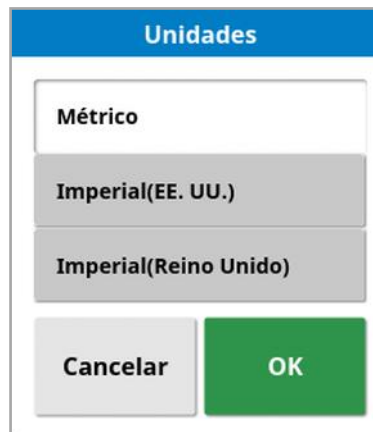 Unidades
Métrico
Imperial(EE. UU.)
Imperial(Reino Unido)
Cancelar OK